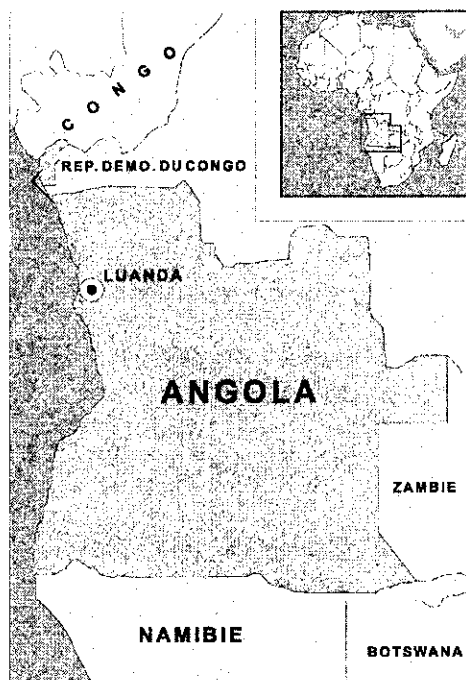 CONGO
REP. DEMO. DU CONGO
LUANDA
ANGOLA
ZAMBIE
NAMIBIE
BOTSWANA